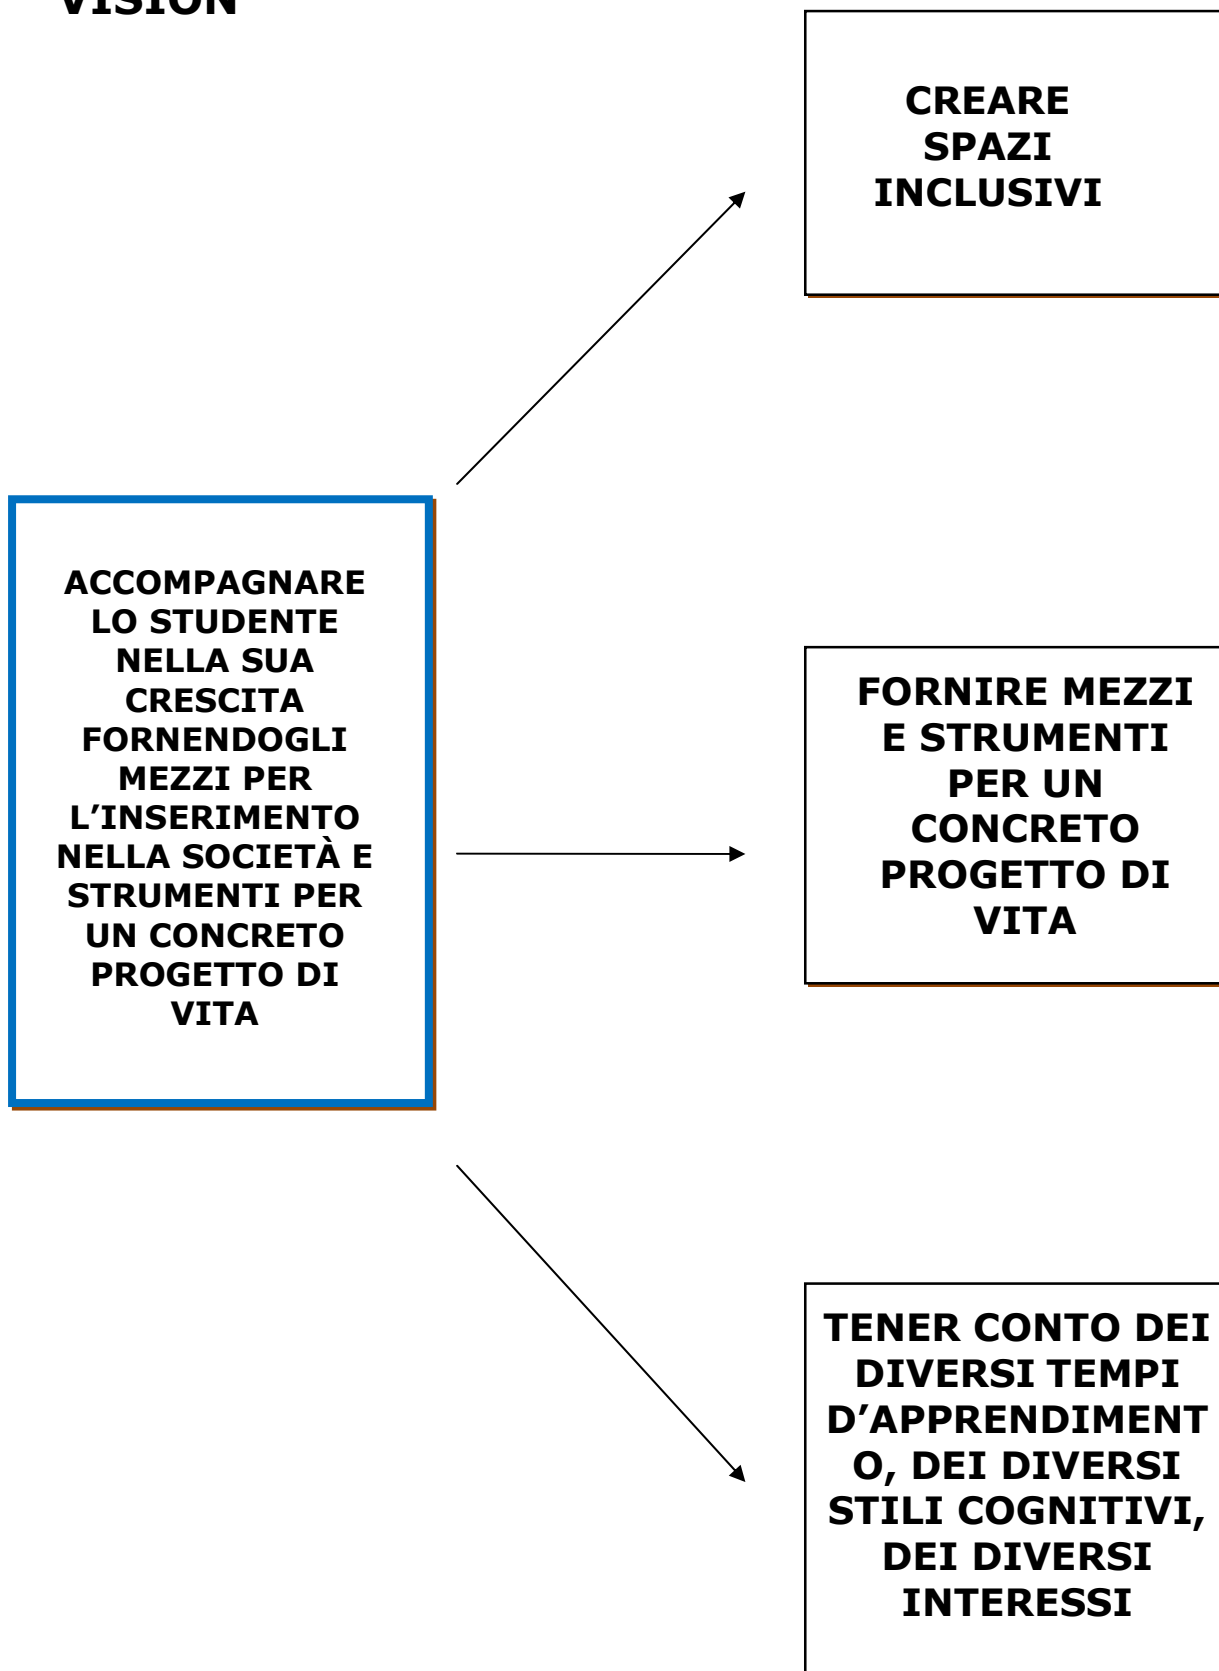 VISION
CREARE
SPAZI
INCLUSIVI
ACCOMPAGNARE
LO STUDENTE
NELLA SUA
CRESCITA
FORNENDOGLI
MEZZI PER
L’INSERIMENTO
NELLA SOCIETÀ E
STRUMENTI PER
UN CONCRETO
PROGETTO DI
VITA
FORNIRE MEZZI
E STRUMENTI
PER UN
CONCRETO
PROGETTO DI
VITA
TENER CONTO DEI
DIVERSI TEMPI
D’APPRENDIMENT
O, DEI DIVERSI
STILI COGNITIVI,
DEI DIVERSI
INTERESSI